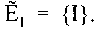 Ẽ_I = {I}.